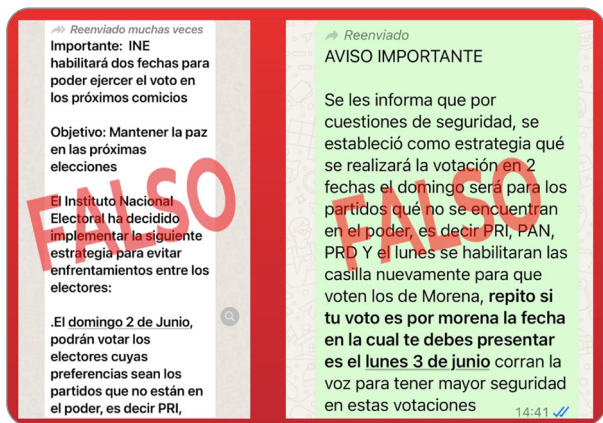 Reenviado muchas veces
Importante: INE
habilitará dos fechas para
poder ejercer el voto en
los próximos comicios
Objetivo: Mantener la paz
en las próximas
elecciones
El Instituto Nacional
Electoral ha decidido
implementar la siguiente
estrategia para evitar
enfrentamientos entre los
electores:
.El domingo 2 de Junio,
podrán votar los
electores cuyas
preferencias sean los
partidos que no están en
el poder, es decir PRI,
FALSO
Reenviado
AVISO IMPORTANTE
Se les informa que por
cuestiones de seguridad, se
estableció como estrategia qué
se realizará la votación en 2
fechas el domingo será para los
partidos qué no se encuentran
en el poder, es decir PRI, PAN,
PRD Y el lunes se habilitaran las
casilla nuevamente para que
voten los de Morena, repito si
tu voto es por morena la fecha
en la cual te debes presentar
es el lunes 3 de junio corran la
voz para tener mayor seguridad
en estas votaciones
14:41
FALSO